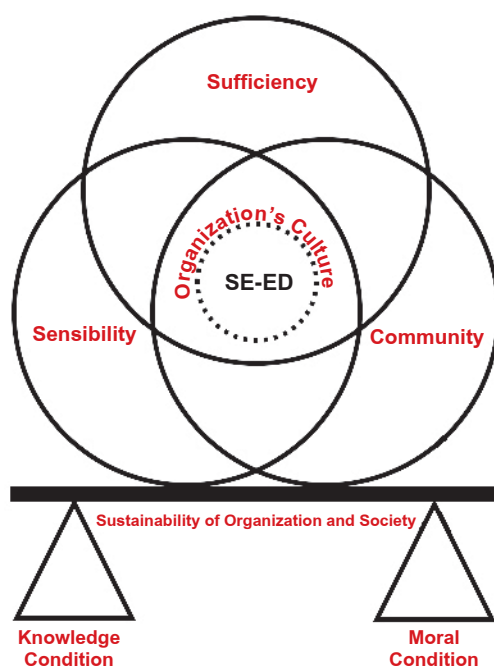 Sufficiency
Organization's Culture
SE-ED
Sensibility
Community
Sustainability of Organization and Society
Knowledge
Condition
Moral
Condition